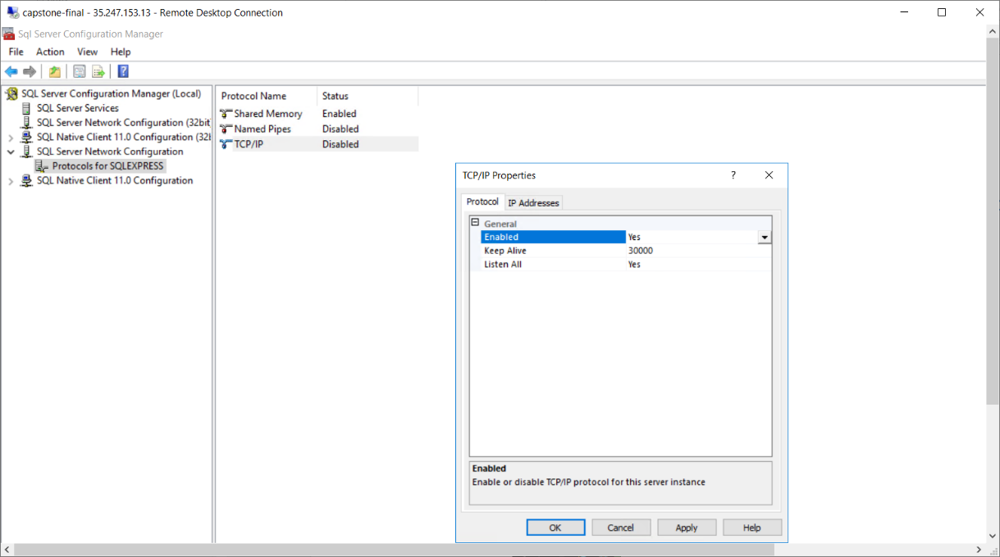 capstone-final - 35.247.153.13 - Remote Desktop Connection
Sql Server Configuration Manager
File Action View Help
SQL Server Configuration Manager (Local)
SQL Server Services
SQL Server Network Configuration (32bit
SQL Native Client 11.0 Configuration (32b
SQL Server Network Configuration
Protocols for SQLEXPRESS
SQL Native Client 11.0 Configuration
Protocol Name Status
Shared Memory Enabled
Named Pipes Disabled
TCP/IP Disabled
TCP/IP Properties ?
Protocol IP Addresses
General
Enabled Yes
Keep Alive 30000
Listen All Yes
Enabled
Enable or disable TCP/IP protocol for this server instance
OK Cancel Apply Help